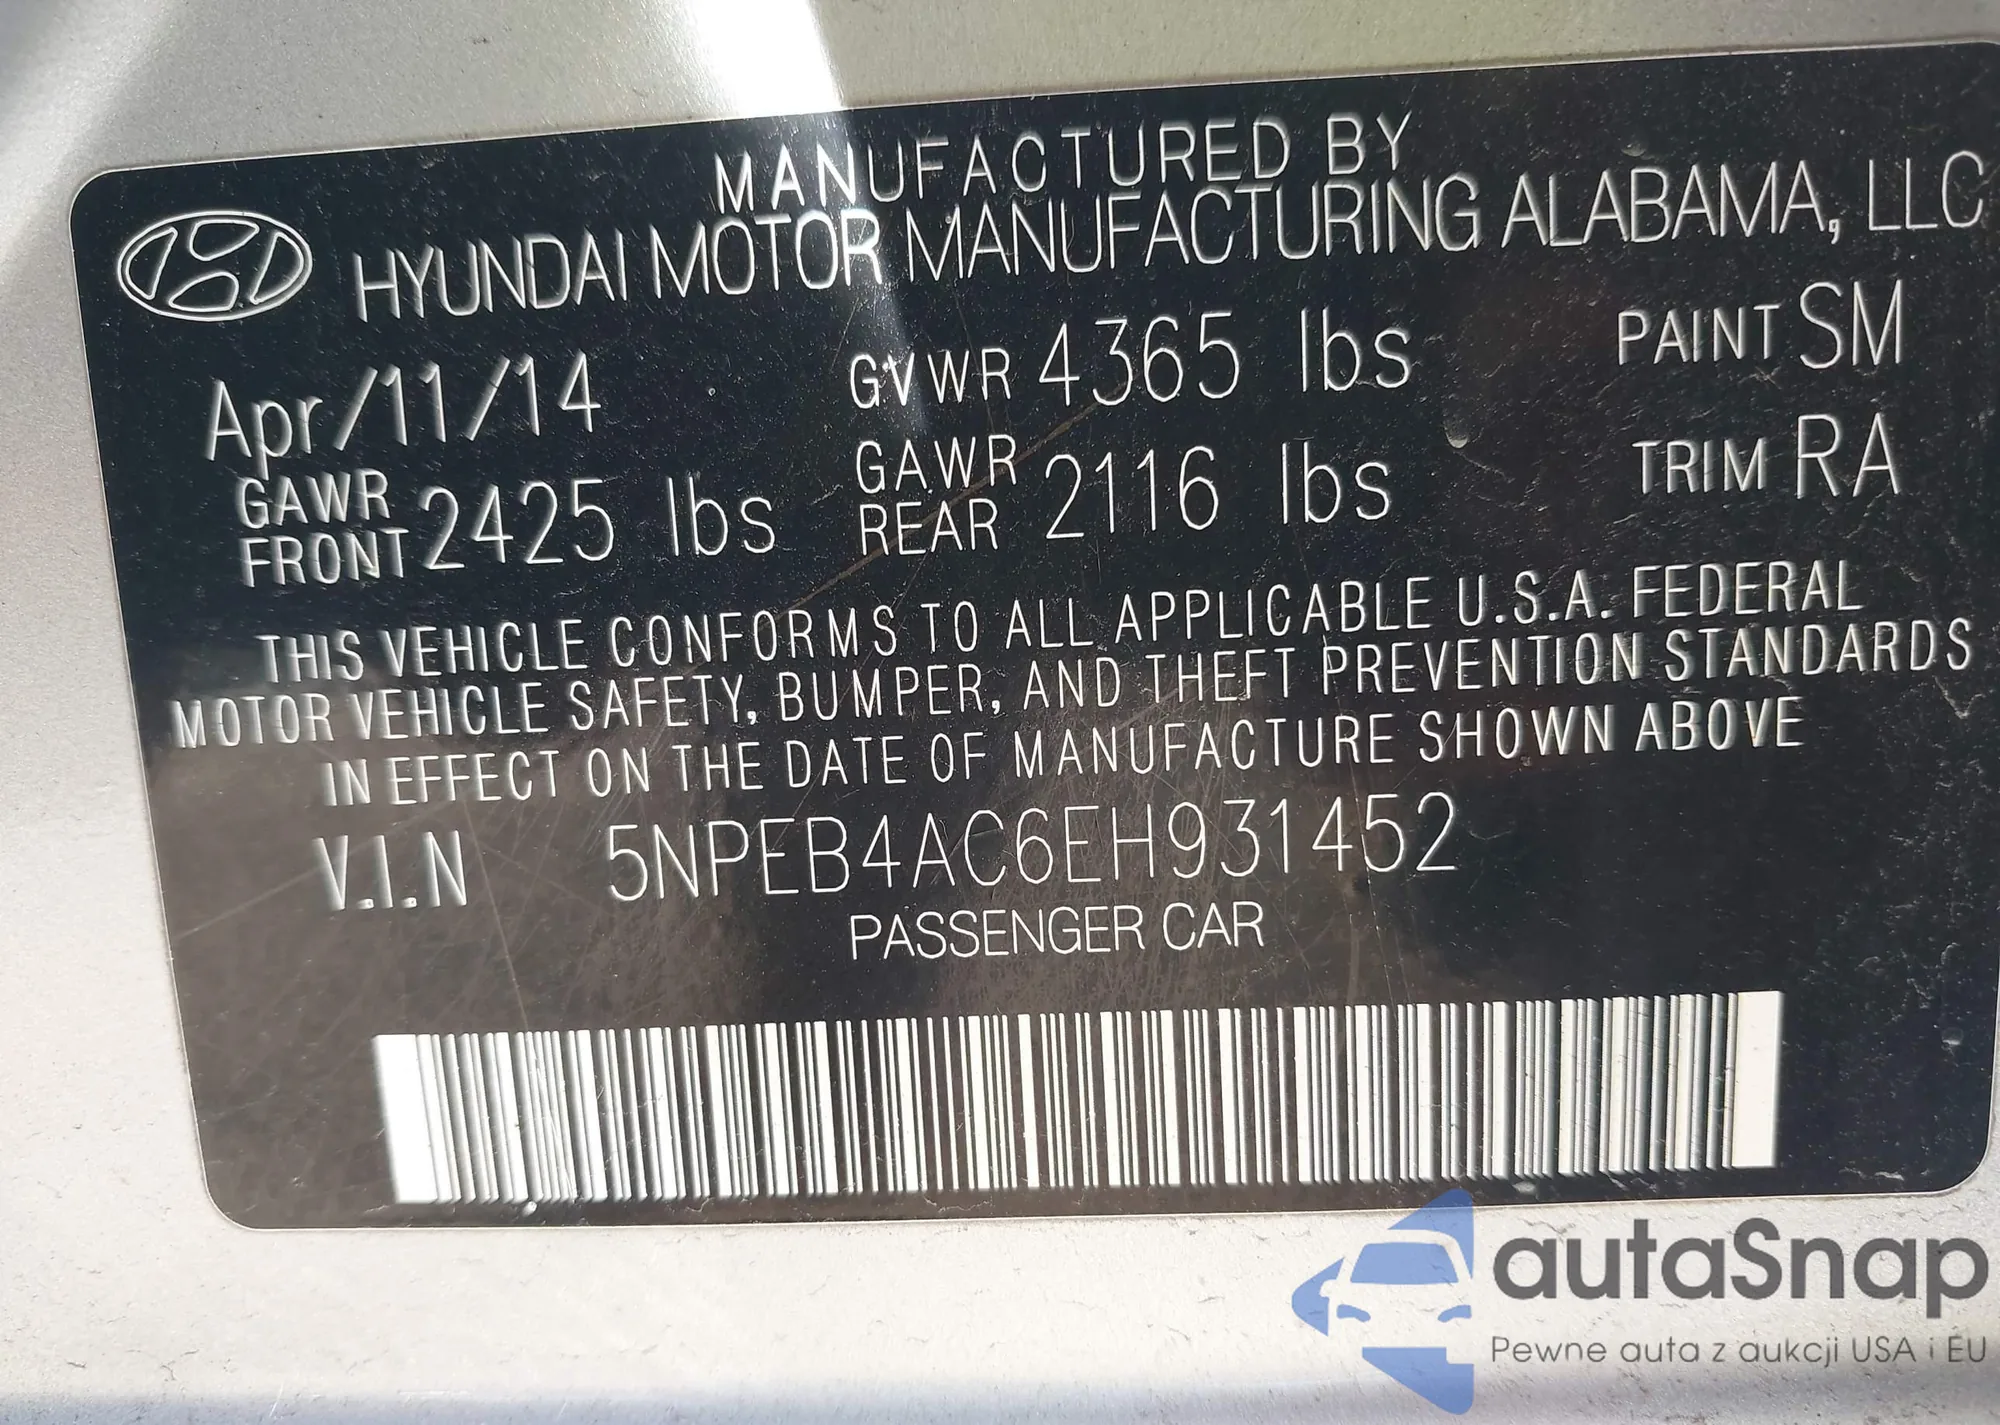 MANUFACTURED BY
HYUNDAI MOTOR MANUFACTURING ALABAMA, LLC
Apr/11/14 GVWR 4365 lbs PAINT SM
GAWR FRONT 2425 lbs GAWR REAR 2116 lbs TRIM RA
THIS VEHICLE CONFORMS TO ALL APPLICABLE U.S.A. FEDERAL
MOTOR VEHICLE SAFETY, BUMPER, AND THEFT PREVENTION STANDARDS
IN EFFECT ON THE DATE OF MANUFACTURE SHOWN ABOVE
V.I.N 5NPEB4AC6EH931452
PASSENGER CAR
autaSnap
Pewne auta z aukcji USA i EU